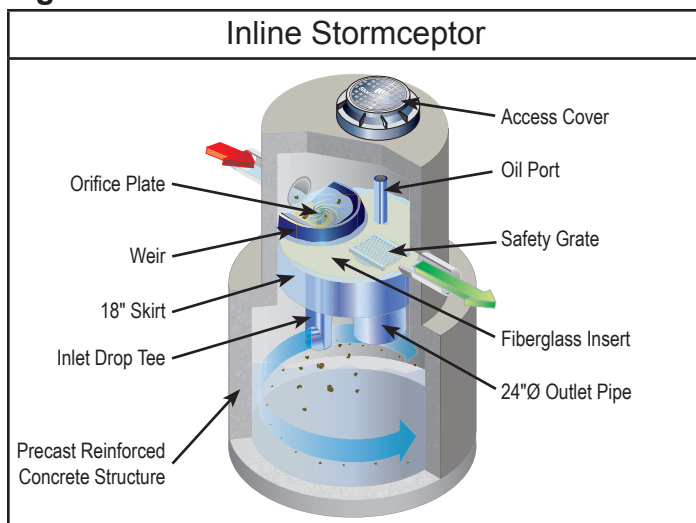 Inline Stormceptor
Access Cover
Oil Port
Orifice Plate
Safety Grate
Weir
18" Skirt
Inlet Drop Tee
Fiberglass Insert
24"Ø Outlet Pipe
Precast Reinforced
Concrete Structure